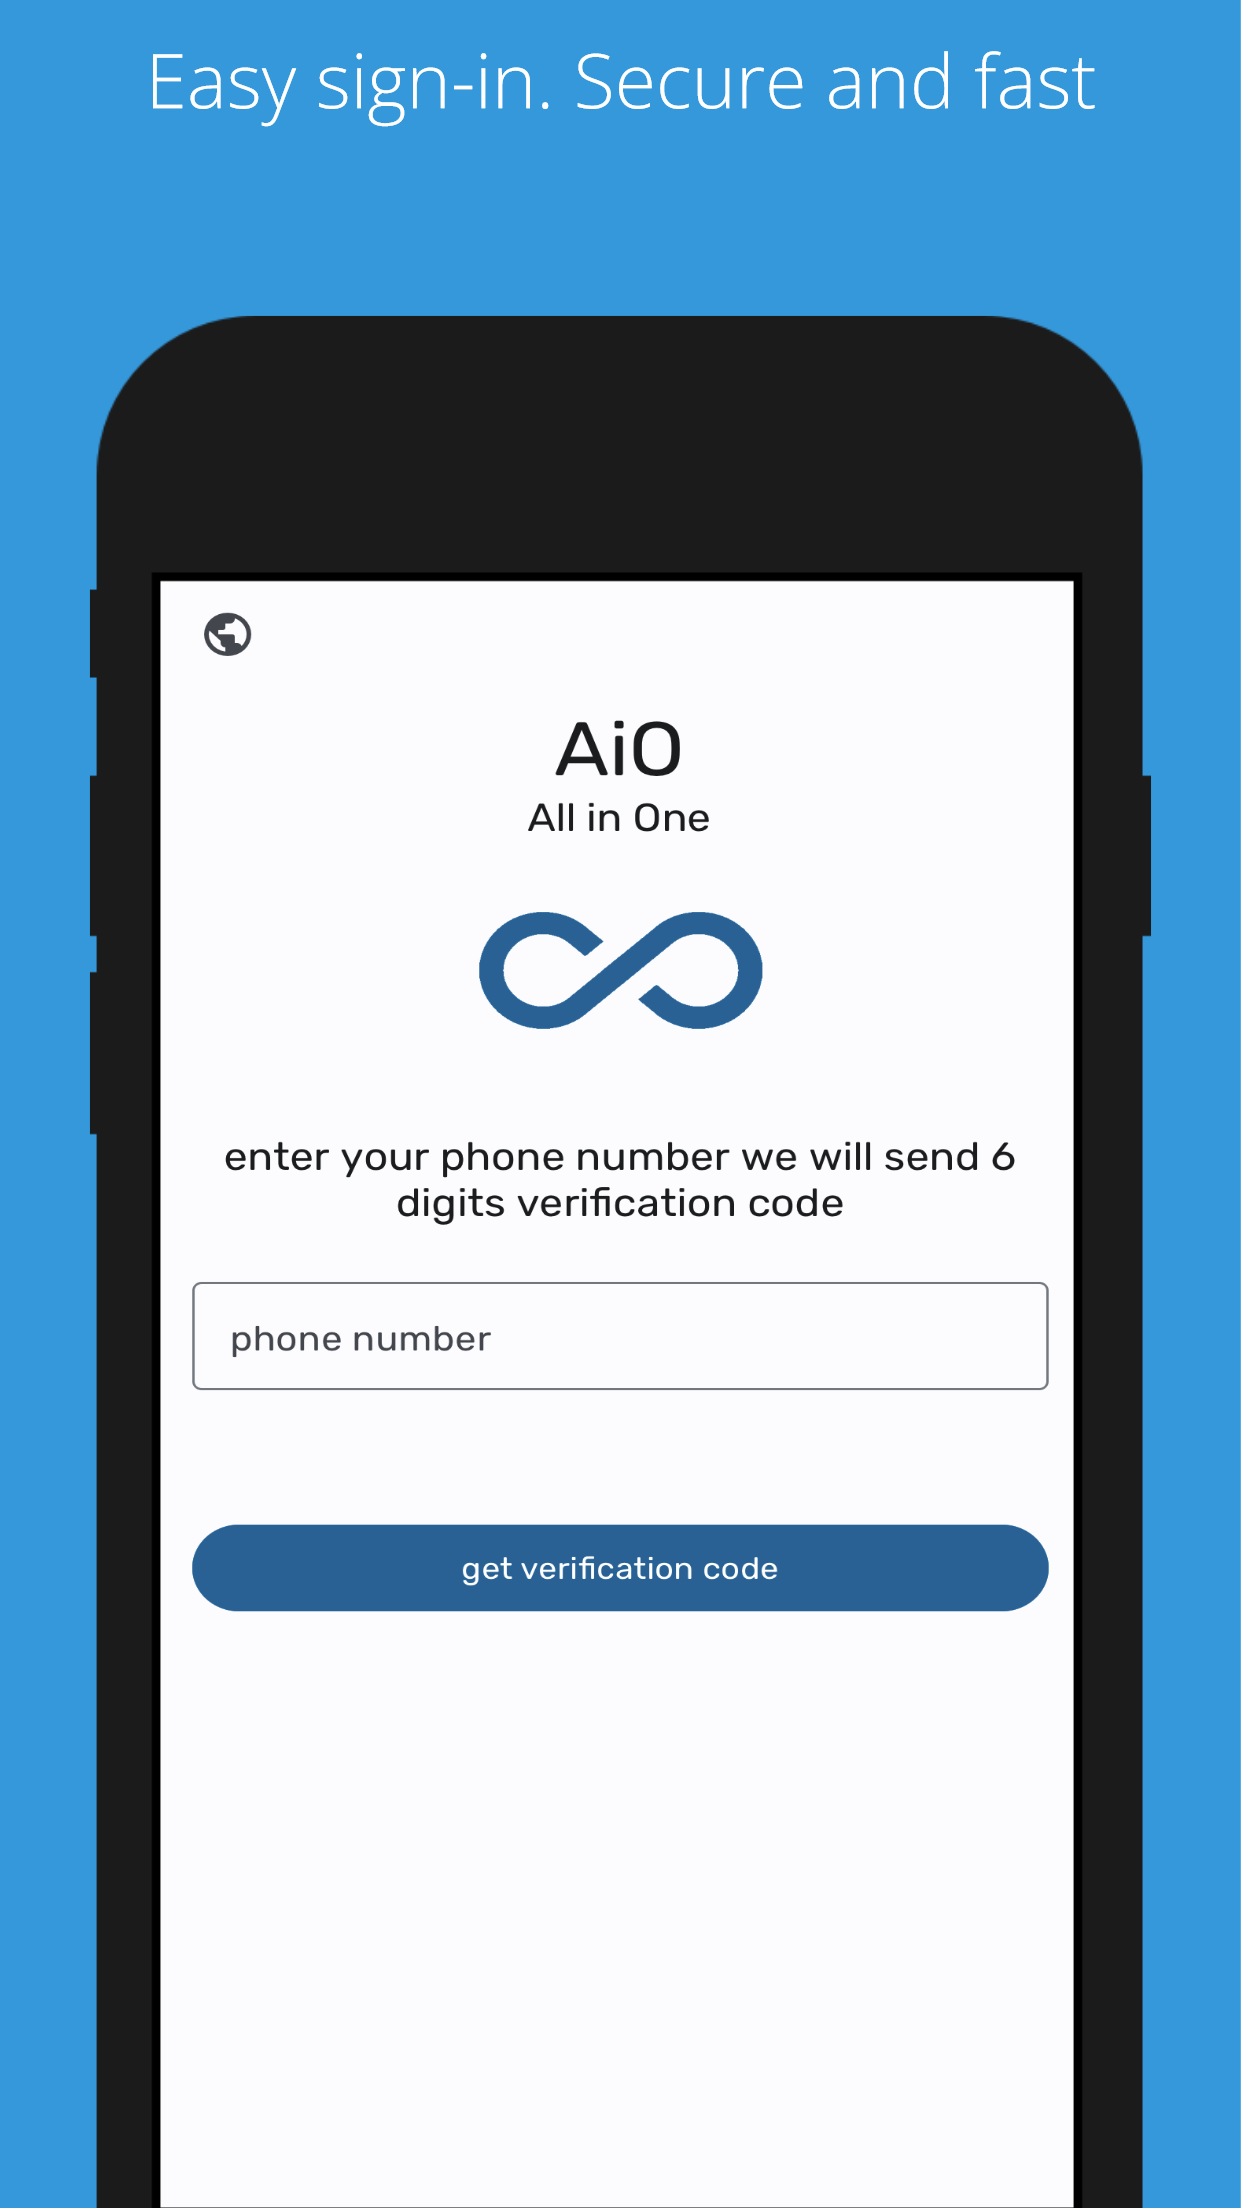 Easy sign-in. Secure and fast
AiO
All in One
enter your phone number we will send 6
digits verification code
phone number
get verification code